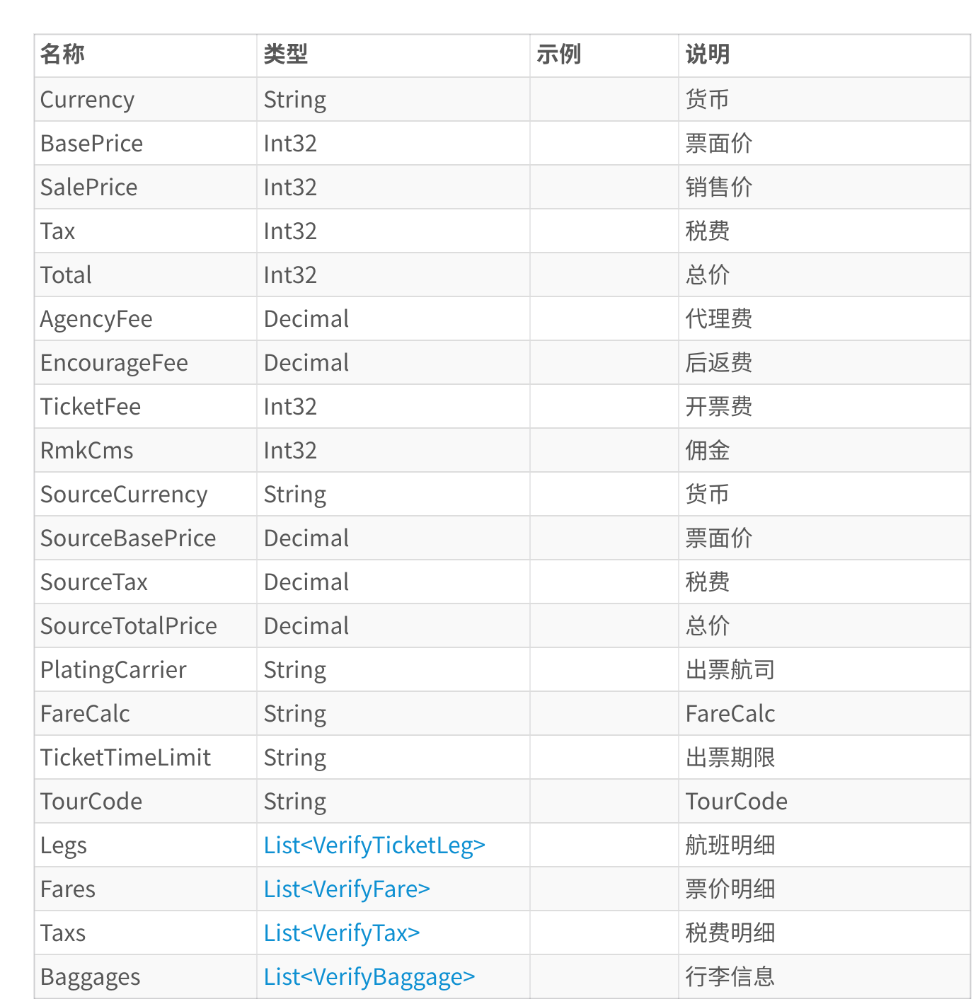 名称 类型 示例 说明
Currency String 货币
BasePrice Int32 票面价
SalePrice Int32 销售价
Tax Int32 税费
Total Int32 总价
AgencyFee Decimal 代理费
EncourageFee Decimal 后返费
TicketFee Int32 开票费
RmkCms Int32 佣金
SourceCurrency String 货币
SourceBasePrice Decimal 票面价
SourceTax Decimal 税费
SourceTotalPrice Decimal 总价
PlatingCarrier String 出票航司
FareCalc String FareCalc
TicketTimeLimit String 出票期限
TourCode String TourCode
Legs List<VerifyTicketLeg> 航班明细
Fares List<VerifyFare> 票价明细
Taxs List<VerifyTax> 税费明细
Baggages List<VerifyBaggage> 行李信息